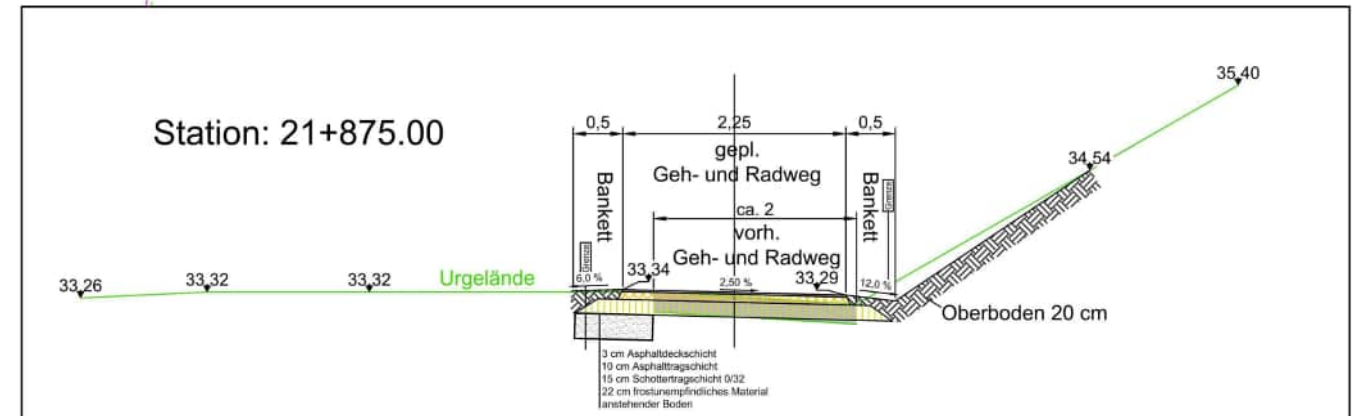 35,40
Station: 21+875.00
0,5
2,25
0,5
gepl.
Geh- und Radweg
34,54
Bankett
Bankett
Grenze
ca. 2
vorh.
Geh- und Radweg
Grenze
33,26
33,32
33,32
Urgelände
6,0 %
33,34
2,50 %
33,29
12,0 %
Oberboden 20 cm
3 cm Asphaltdeckschicht
10 cm Asphalttragschicht
15 cm Schottertragschicht 0/32
22 cm frostunempfindliches Material
anstehender Boden